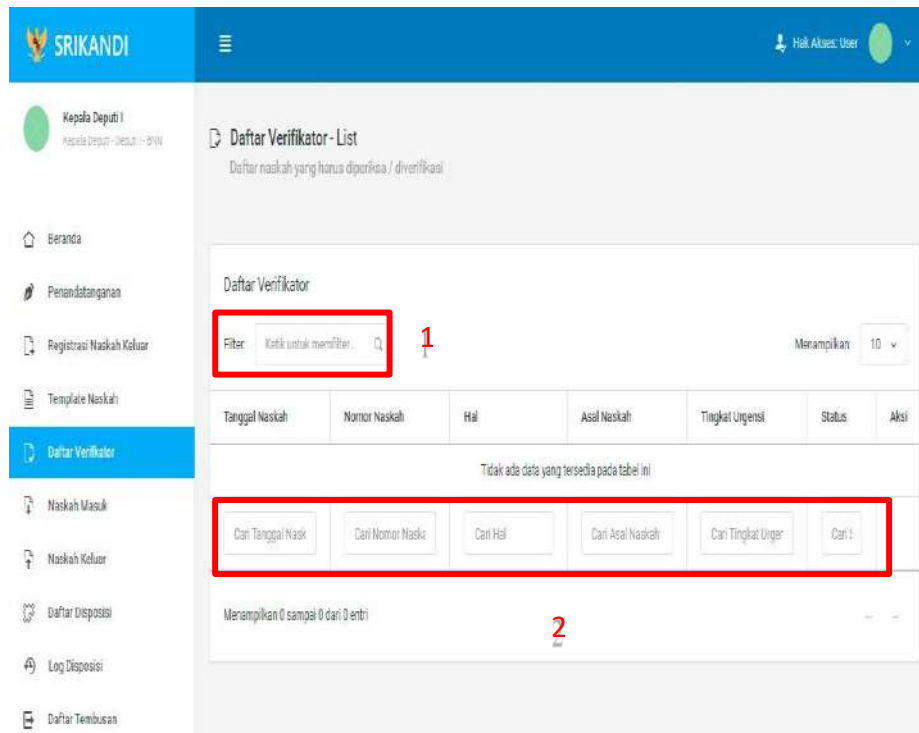 SRIKANDI
Hak Akses: User
Kepala Deputi I
Kepala Deputi - Deputi I - BNN
Daftar Verifikator - List
Daftar naskah yang harus diperiksa / diverifikasi
Beranda
Penandatanganan
Registrasi Naskah Keluar
Template Naskah
Daftar Verifikator
Naskah Masuk
Naskah Keluar
Daftar Disposisi
Log Disposisi
Daftar Tembusan
Daftar Verifikator
Filter: Ketik untuk memfilter... 1 Menampilkan: 10
Tanggal Naskah Nomor Naskah Hal Asal Naskah Tingkat Urgensi Status Aksi
Tidak ada data yang tersedia pada tabel ini
Cari Tanggal Nask Cari Nomor Naska Cari Hal Cari Asal Naskah Cari Tingkat Urger Cari S
Menampilkan 0 sampai 0 dari 0 entri
2